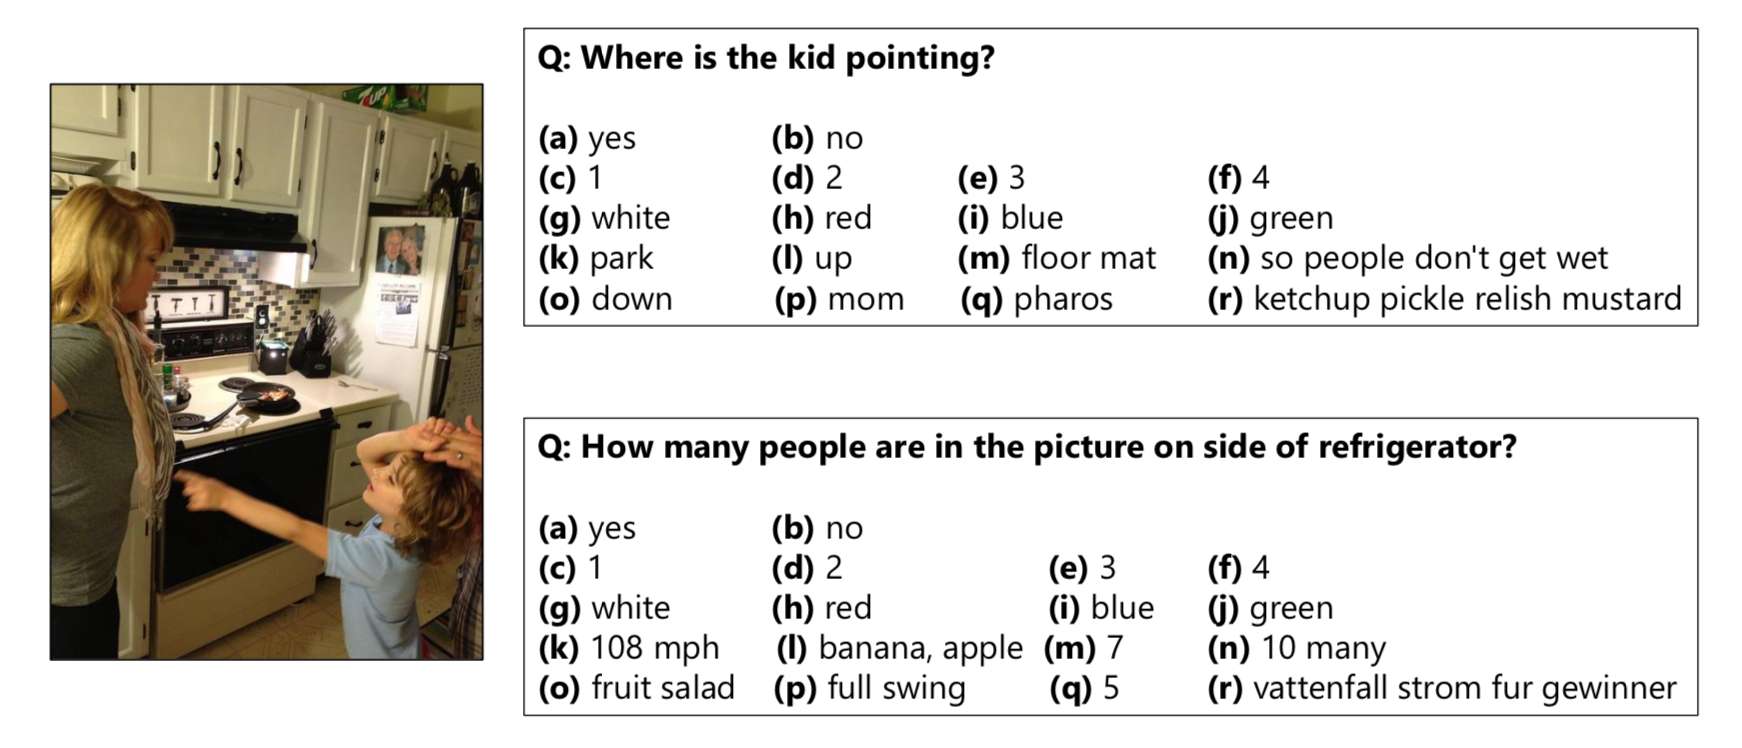 7UP
Q: Where is the kid pointing?
(a) yes (b) no
(c) 1 (d) 2 (e) 3 (f) 4
(g) white (h) red (i) blue (j) green
(k) park (l) up (m) floor mat (n) so people don't get wet
(o) down (p) mom (q) pharos (r) ketchup pickle relish mustard
Q: How many people are in the picture on side of refrigerator?
(a) yes (b) no
(c) 1 (d) 2 (e) 3 (f) 4
(g) white (h) red (i) blue (j) green
(k) 108 mph (l) banana, apple (m) 7 (n) 10 many
(o) fruit salad (p) full swing (q) 5 (r) vattenfall strom fur gewinner